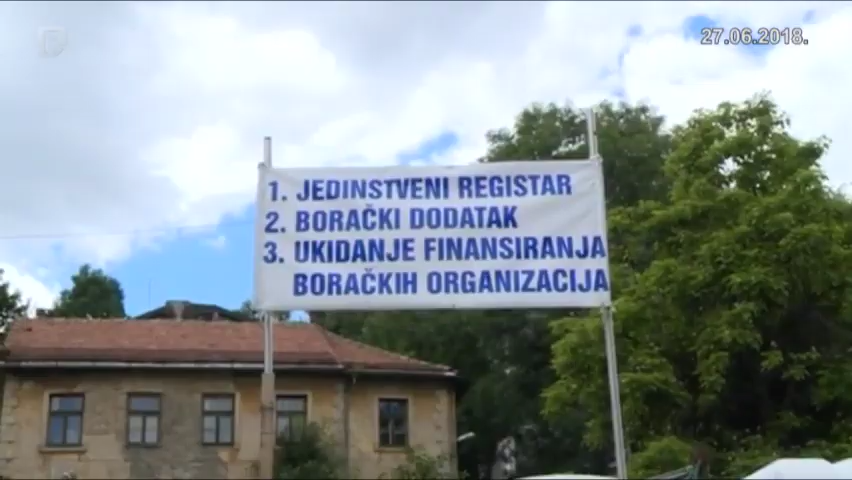 27.06.2018.
1. JEDINSTVENI REGISTAR
2. BORAČKI DODATAK
3. UKIDANJE FINANSIRANJA
BORAČKIH ORGANIZACIJA